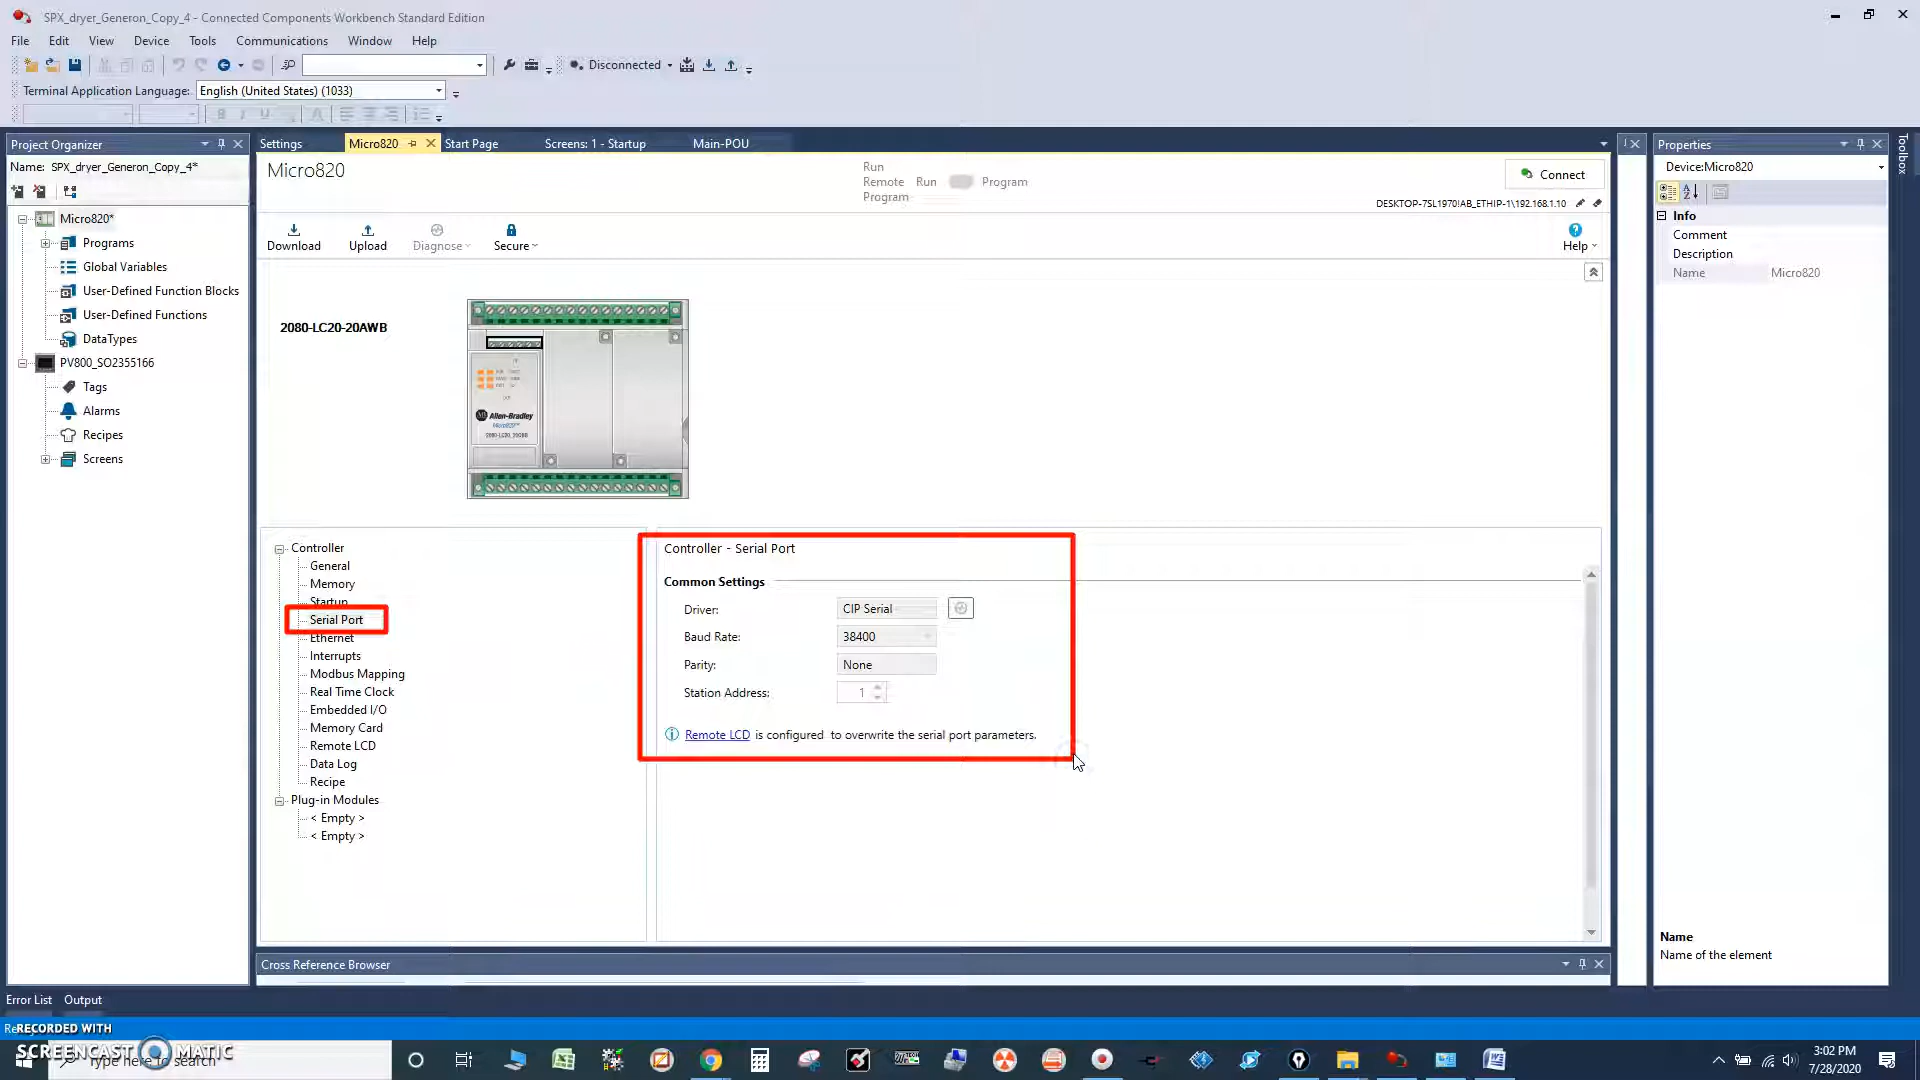 SPX_dryer_Generon_Copy_4 - Connected Components Workbench Standard Edition
File Edit View Device Tools Communications Window Help
Disconnected
Terminal Application Language: English (United States) (1033)
Project Organizer
Name: SPX_dryer_Generon_Copy_4*
Micro820*
Programs
Global Variables
User-Defined Function Blocks
User-Defined Functions
DataTypes
PV800_SO2355166
Tags
Alarms
Recipes
Screens
Settings Micro820 Start Page Screens: 1 - Startup Main-POU
Micro820
Run
Remote Run Program
Program
Connect
DESKTOP-7SL1970!AB_ETHIP-1\192.168.1.10
Download Upload Diagnose Secure Help
2080-LC20-20AWB
Allen-Bradley
Micro820
Controller
General
Memory
Startup
Serial Port
Ethernet
Interrupts
Modbus Mapping
Real Time Clock
Embedded I/O
Memory Card
Remote LCD
Data Log
Recipe
Plug-in Modules
< Empty >
< Empty >
Controller - Serial Port
Common Settings
Driver: CIP Serial
Baud Rate: 38400
Parity: None
Station Address: 1
Remote LCD is configured to overwrite the serial port parameters.
Cross Reference Browser
Properties
Device:Micro820
Info
Comment
Description
Name Micro820
Name
Name of the element
Toolbox
Error List Output
RECORDED WITH
SCREENCAST MATIC
Type here to search
3:02 PM
7/28/2020